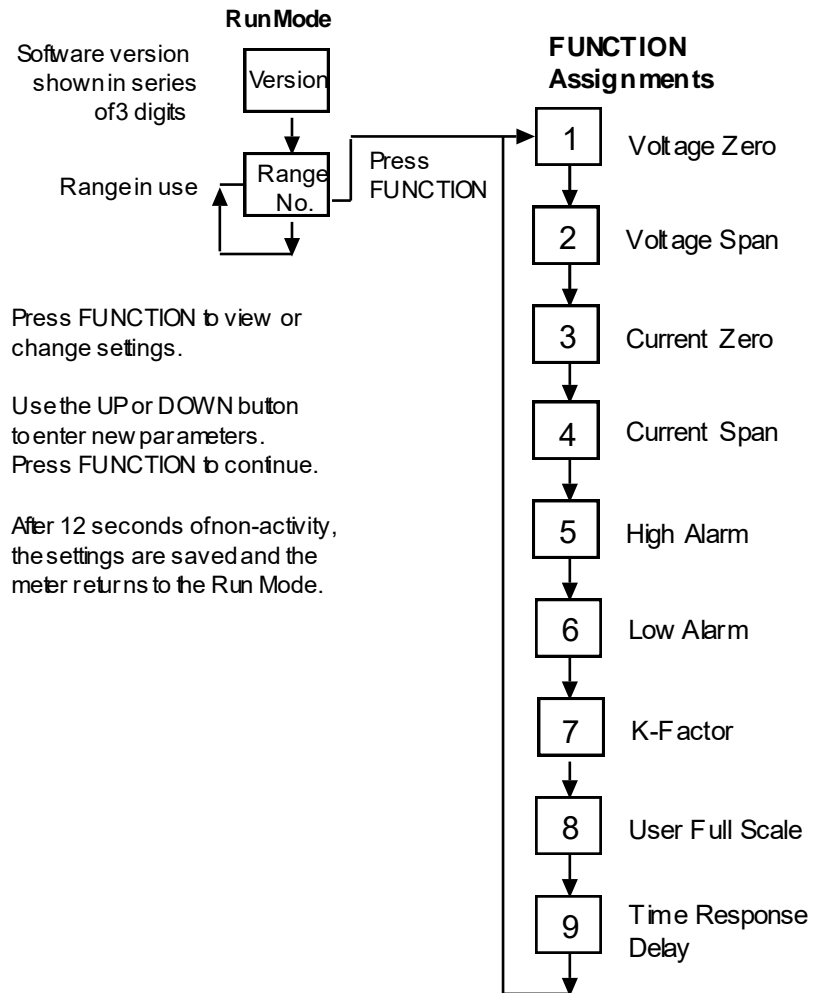 Run Mode
Software version
shown in series
of 3 digits
Version
Range in use
Range
No.
Press
FUNCTION
Press FUNCTION to view or
change settings.
Use the UP or DOWN button
to enter new parameters.
Press FUNCTION to continue.
After 12 seconds of non-activity,
the settings are saved and the
meter returns to the Run Mode.
FUNCTION
Assignments
1 Voltage Zero
2 Voltage Span
3 Current Zero
4 Current Span
5 High Alarm
6 Low Alarm
7 K-Factor
8 User Full Scale
9 Time Response
Delay